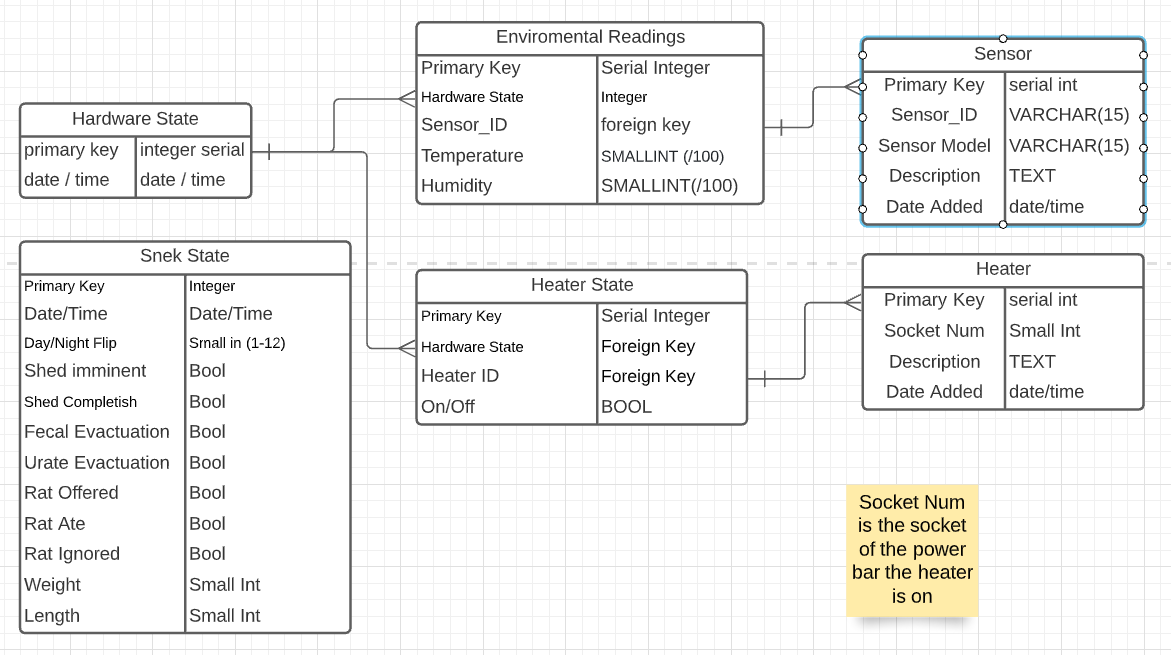 Hardware State
primary key integer serial
date / time date / time
Snek State
Primary Key Integer
Date/Time Date/Time
Day/Night Flip Small in (1-12)
Shed imminent Bool
Shed Completish Bool
Fecal Evactuation Bool
Urate Evactuation Bool
Rat Offered Bool
Rat Ate Bool
Rat Ignored Bool
Weight Small Int
Length Small Int
Enviromental Readings
Primary Key Serial Integer
Hardware State Integer
Sensor_ID foreign key
Temperature SMALLINT (/100)
Humidity SMALLINT(/100)
Heater State
Primary Key Serial Integer
Hardware State Foreign Key
Heater ID Foreign Key
On/Off BOOL
Sensor
Primary Key serial int
Sensor_ID VARCHAR(15)
Sensor Model VARCHAR(15)
Description TEXT
Date Added date/time
Heater
Primary Key serial int
Socket Num Small Int
Description TEXT
Date Added date/time
Socket Num
is the socket
of the power
bar the heater
is on